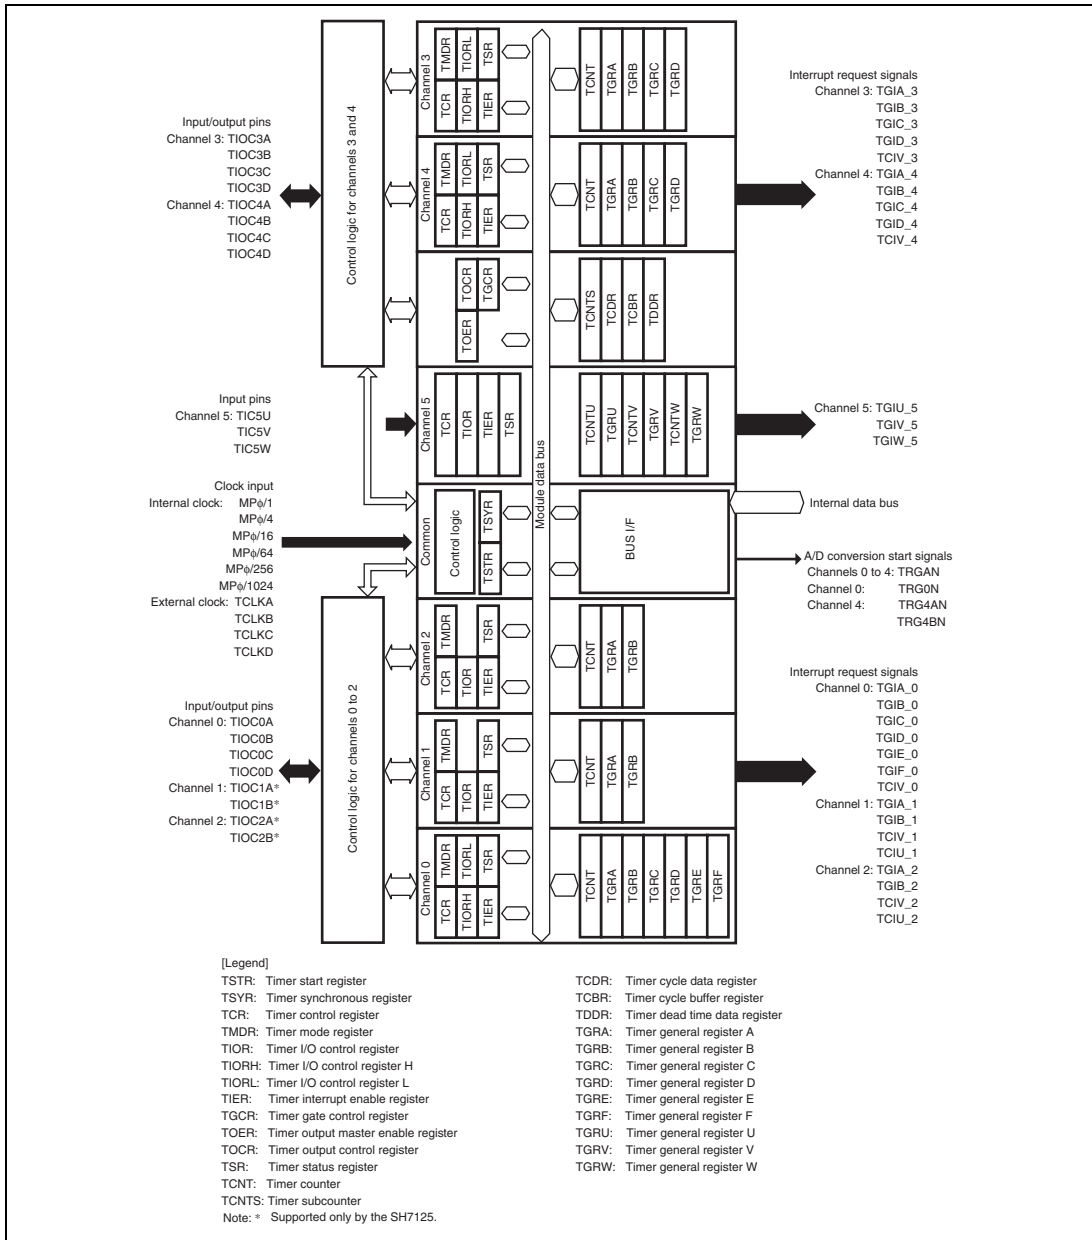 Input/output pins
Channel 3: TIOC3A
TIOC3B
TIOC3C
TIOC3D
Channel 4: TIOC4A
TIOC4B
TIOC4C
TIOC4D
Input pins
Channel 5: TIC5U
TIC5V
TIC5W
Clock input
Internal clock: MPφ/1
MPφ/4
MPφ/16
MPφ/64
MPφ/256
MPφ/1024
External clock: TCLKA
TCLKB
TCLKC
TCLKD
Input/output pins
Channel 0: TIOC0A
TIOC0B
TIOC0C
TIOC0D
Channel 1: TIOC1A*
TIOC1B*
Channel 2: TIOC2A*
TIOC2B*
Control logic for channels 3 and 4
Control logic for channels 0 to 2
Channel 3
TCR
TMDR
TIORH
TIORL
TIER
TSR
TCNT
TGRA
TGRB
TGRC
TGRD
Channel 4
TCR
TMDR
TIORH
TIORL
TIER
TSR
TCNT
TGRA
TGRB
TGRC
TGRD
TOER
TOCR
TGCR
TCNTS
TCDR
TCBR
TDDR
Channel 5
TCR
TIOR
TIER
TSR
TCNTU
TGRU
TCNTV
TGRV
TCNTW
TGRW
Module data bus
Common
Control logic
TSTR
TSYR
BUS I/F
Channel 2
TCR
TMDR
TIOR
TIER
TSR
TCNT
TGRA
TGRB
Channel 1
TCR
TMDR
TIOR
TIER
TSR
TCNT
TGRA
TGRB
Channel 0
TCR
TMDR
TIORH
TIORL
TIER
TSR
TCNT
TGRA
TGRB
TGRC
TGRD
TGRE
TGRF
Interrupt request signals
Channel 3: TGIA_3
TGIB_3
TGIC_3
TGID_3
TCIV_3
Channel 4: TGIA_4
TGIB_4
TGIC_4
TGID_4
TCIV_4
Channel 5: TGIU_5
TGIV_5
TGIW_5
Internal data bus
A/D conversion start signals
Channels 0 to 4: TRGAN
Channel 0: TRG0N
Channel 4: TRG4AN
TRG4BN
Interrupt request signals
Channel 0: TGIA_0
TGIB_0
TGIC_0
TGID_0
TGIE_0
TGIF_0
TCIV_0
Channel 1: TGIA_1
TGIB_1
TCIV_1
TCIU_1
Channel 2: TGIA_2
TGIB_2
TCIV_2
TCIU_2
[Legend]
TSTR: Timer start register
TSYR: Timer synchronous register
TCR: Timer control register
TMDR: Timer mode register
TIOR: Timer I/O control register
TIORH: Timer I/O control register H
TIORL: Timer I/O control register L
TIER: Timer interrupt enable register
TGCR: Timer gate control register
TOER: Timer output master enable register
TOCR: Timer output control register
TSR: Timer status register
TCNT: Timer counter
TCNTS: Timer subcounter
TCDR: Timer cycle data register
TCBR: Timer cycle buffer register
TDDR: Timer dead time data register
TGRA: Timer general register A
TGRB: Timer general register B
TGRC: Timer general register C
TGRD: Timer general register D
TGRE: Timer general register E
TGRF: Timer general register F
TGRU: Timer general register U
TGRV: Timer general register V
TGRW: Timer general register W
Note: * Supported only by the SH7125.